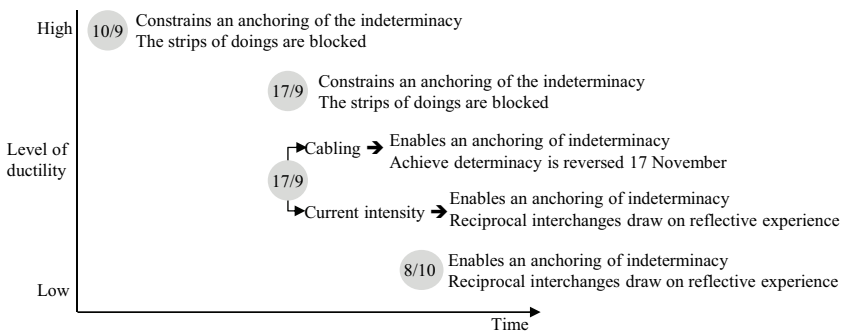 High
10/9
Constrains an anchoring of the indeterminacy
The strips of doings are blocked
17/9
Constrains an anchoring of the indeterminacy
The strips of doings are blocked
Level of
ductility
17/9
Cabling ➔ Enables an anchoring of indeterminacy
Achieve determinacy is reversed 17 November
Current intensity ➔ Enables an anchoring of indeterminacy
Reciprocal interchanges draw on reflective experience
8/10
Enables an anchoring of indeterminacy
Reciprocal interchanges draw on reflective experience
Low
Time